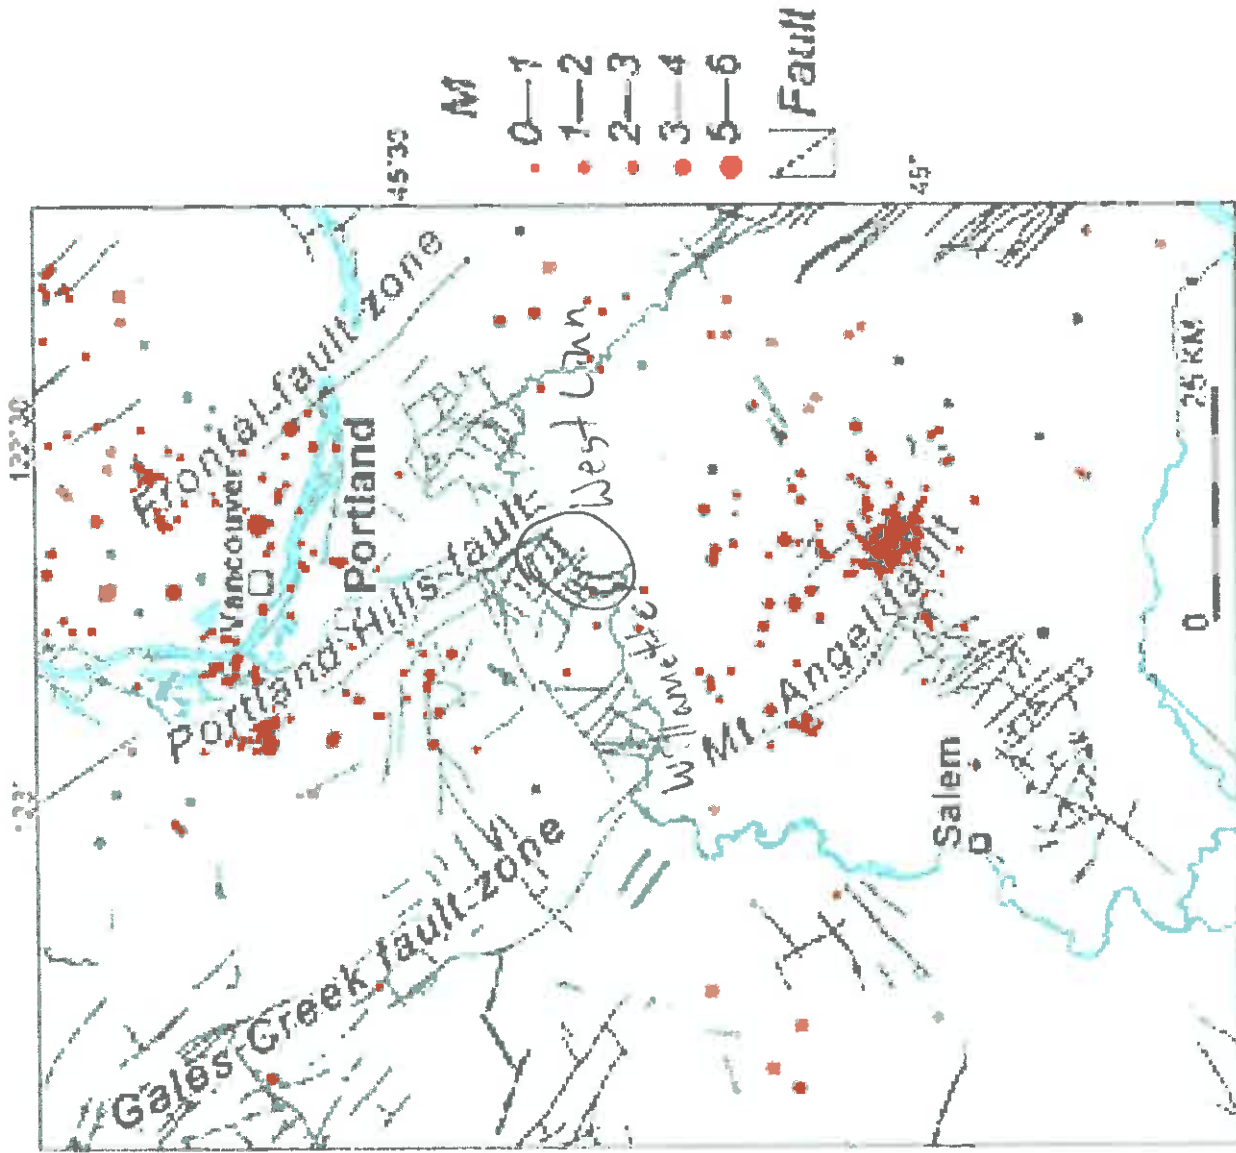 M
0—1
1—2
2—3
3—4
5—6
Fault
45°30
45°
122°30
Frontal fault zone
Vancouver
Portland
Portland Hills fault
West Linn
Willamette
Mt. Angel fault
Gales Creek fault zone
Salem
0 25 KM